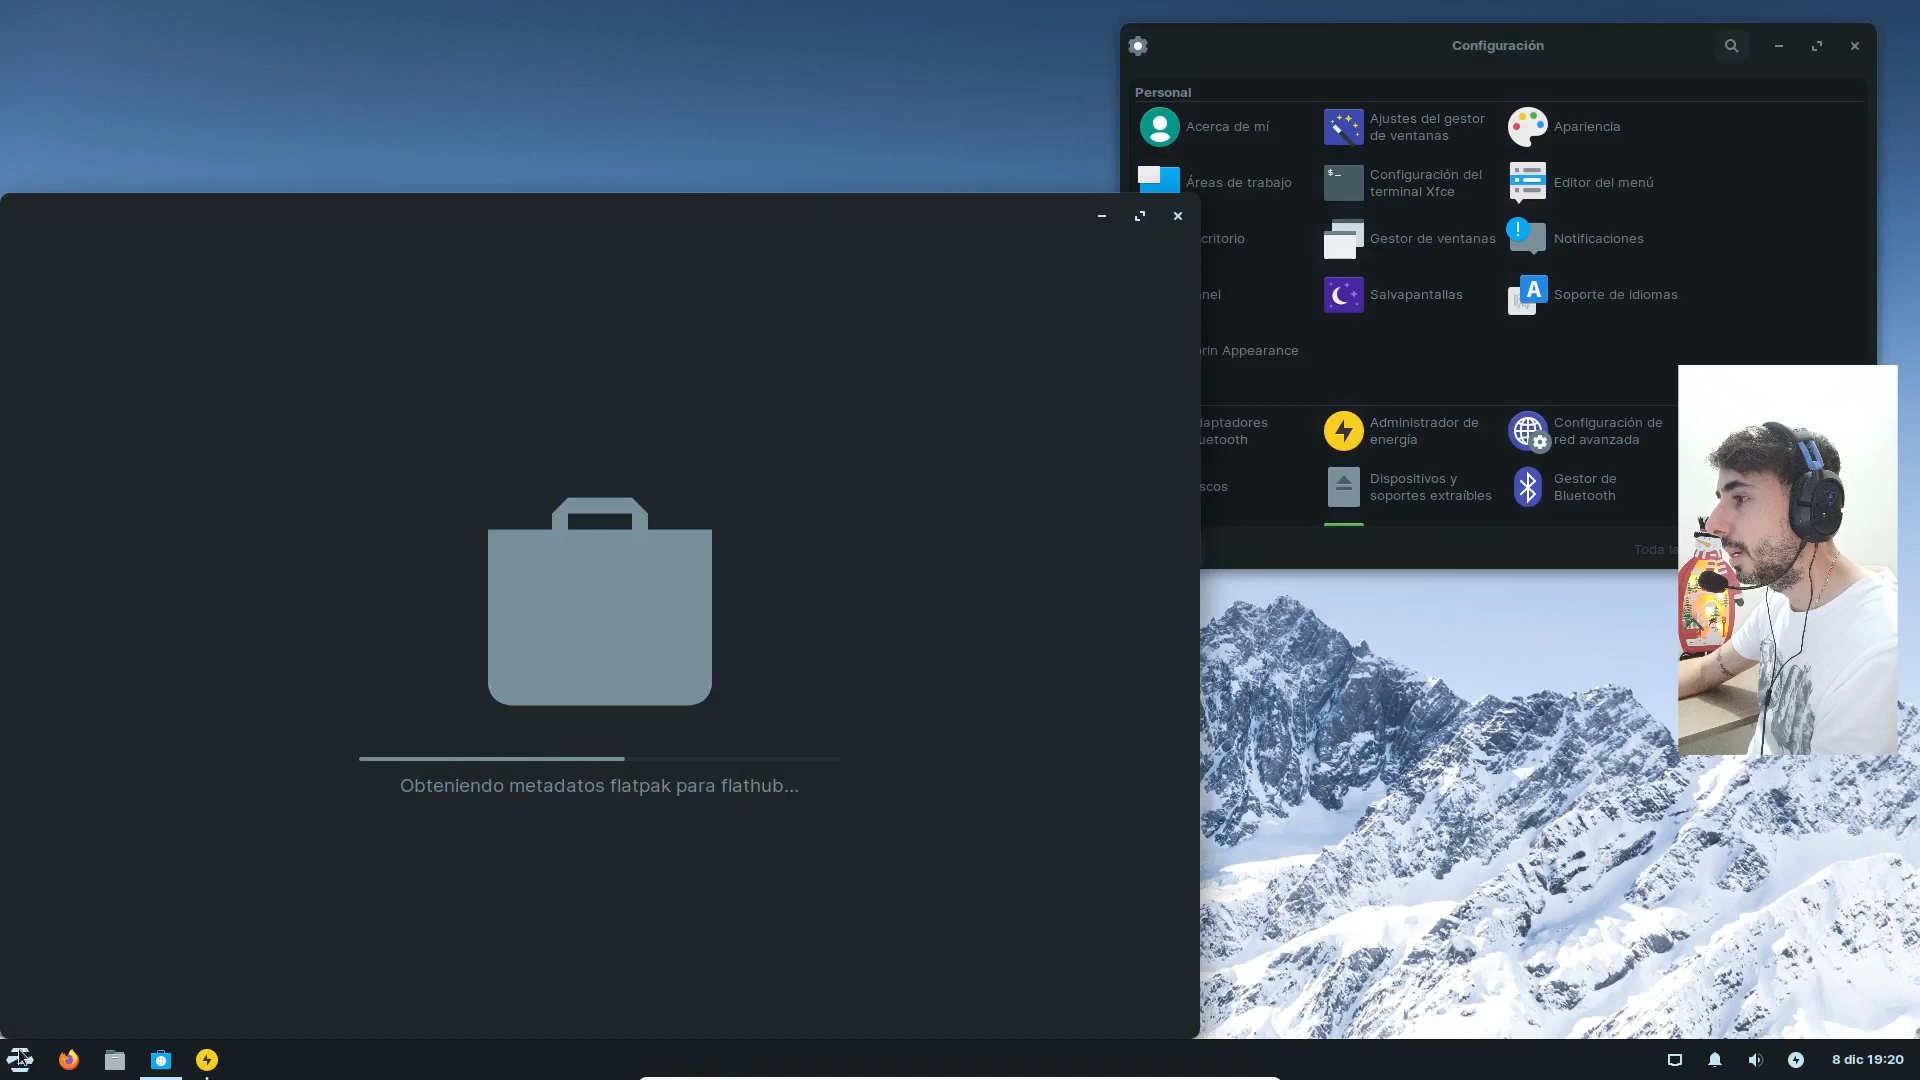 Configuración
Personal
Acerca de mí
Ajustes del gestor
de ventanas
Apariencia
Áreas de trabajo
Configuración del
terminal Xfce
Editor del menú
critorio
Gestor de ventanas
Notificaciones
nel
Salvapantallas
Soporte de idiomas
rin Appearance
daptadores
uetooth
Administrador de
energía
Configuración de
red avanzada
scos
Dispositivos y
soportes extraíbles
Gestor de
Bluetooth
Toda la
Obteniendo metadatos flatpak para flathub...
8 dic 19:20